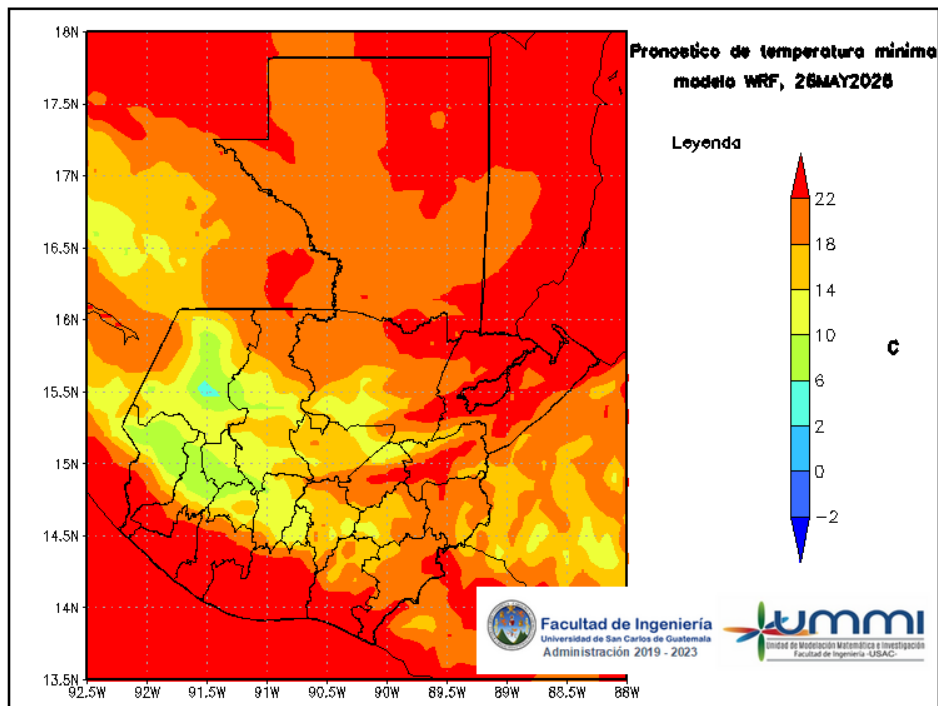 Pronostico de temperatura minima
modelo WRF, 26MAY2026
Leyenda
22
18
14
10
6
2
0
−2
C
18N
17.5N
17N
16.5N
16N
15.5N
15N
14.5N
14N
13.5N
92.5W
92W
91.5W
91W
90.5W
90W
89.5W
89W
88.5W
88W
Facultad de Ingeniería
Universidad de San Carlos de Guatemala
Administración 2019 - 2023
ummi
Unidad de Modelación Matemática e Investigación
Facultad de Ingeniería -USAC-